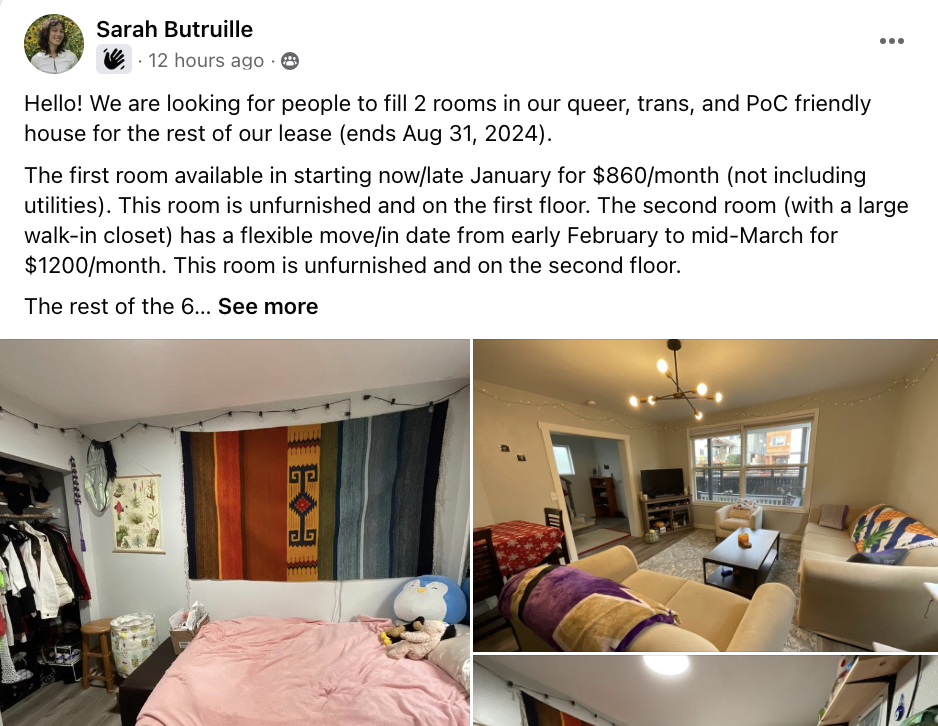 Sarah Butruille
· 12 hours ago ·
Hello! We are looking for people to fill 2 rooms in our queer, trans, and PoC friendly
house for the rest of our lease (ends Aug 31, 2024).
The first room available in starting now/late January for $860/month (not including
utilities). This room is unfurnished and on the first floor. The second room (with a large
walk-in closet) has a flexible move/in date from early February to mid-March for
$1200/month. This room is unfurnished and on the second floor.
The rest of the 6... See more